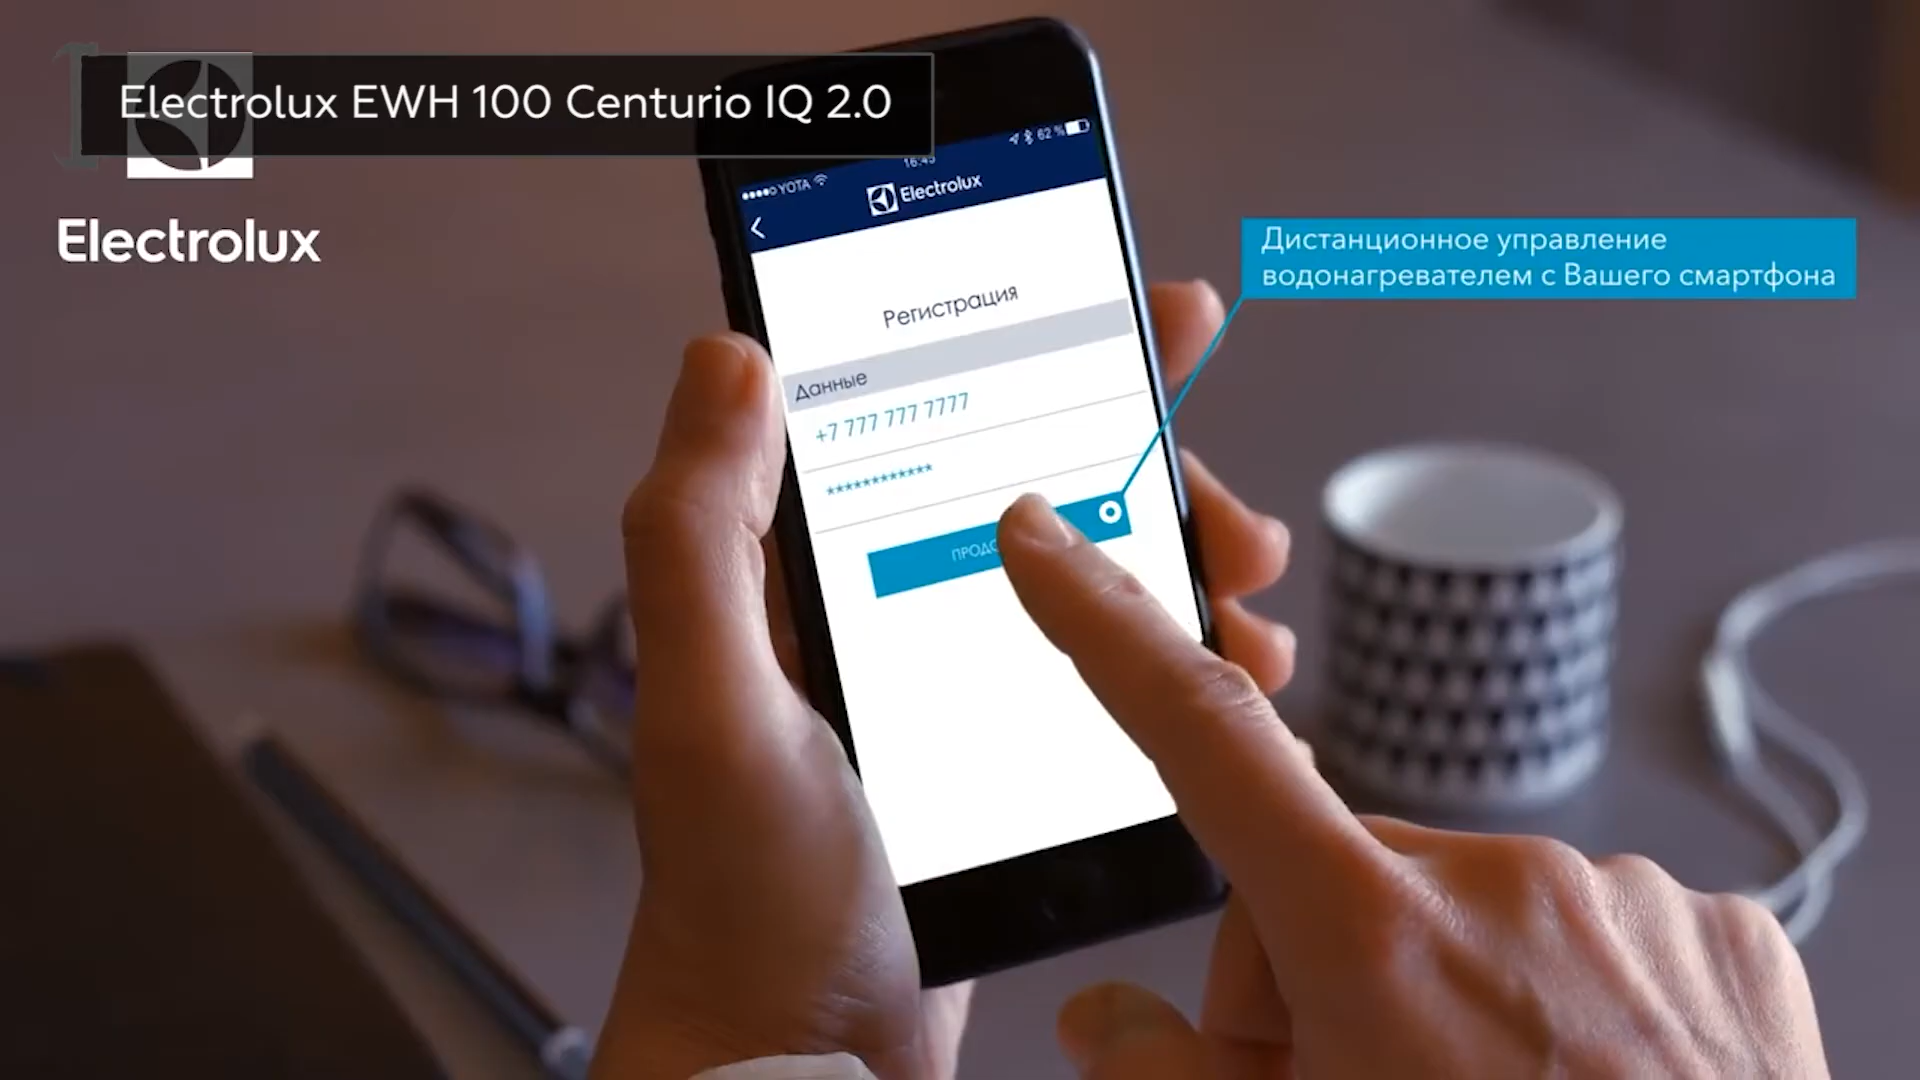 Electrolux EWH 100 Centurio IQ 2.0
Electrolux
YOTA
62 %
16:45
Electrolux
Регистрация
Данные
+7 777 777 7777
************
Дистанционное управление
водонагревателем с Вашего смартфона